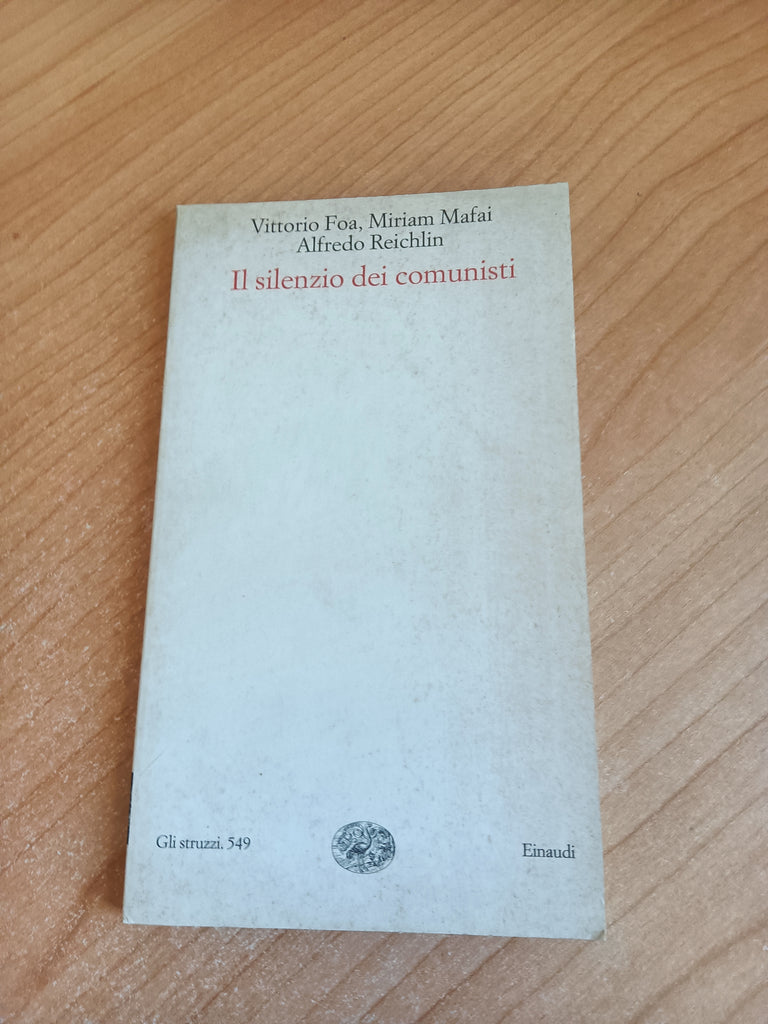 Vittorio Foa, Miriam Mafai
Alfredo Reichlin
Il silenzio dei comunisti
Gli struzzi. 549
Einaudi